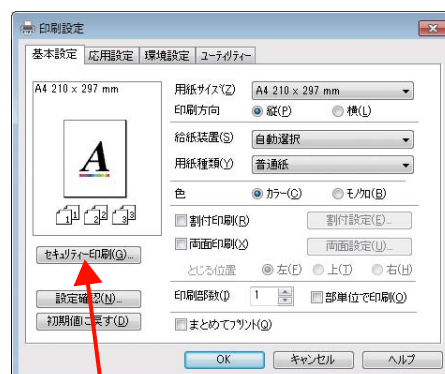 印刷設定
基本設定 応用設定 環境設定 ユーティリティー
A4 210 x 297 mm
A
1 1 2 2 3 3
セキュリティー印刷(G)...
設定確認(N)...
初期値に戻す(D)
用紙サイズ(Z) A4 210 x 297 mm
印刷方向 縦(P) 横(L)
給紙装置(S) 自動選択
用紙種類(Y) 普通紙
色 カラー(C) モノクロ(B)
割付印刷(R) 割付設定(E)...
両面印刷(X) 両面設定(U)...
とじる位置 左(F) 上(T) 右(H)
印刷部数(I) 1 部単位で印刷(O)
まとめてプリント(Q)
OK キャンセル ヘルプ